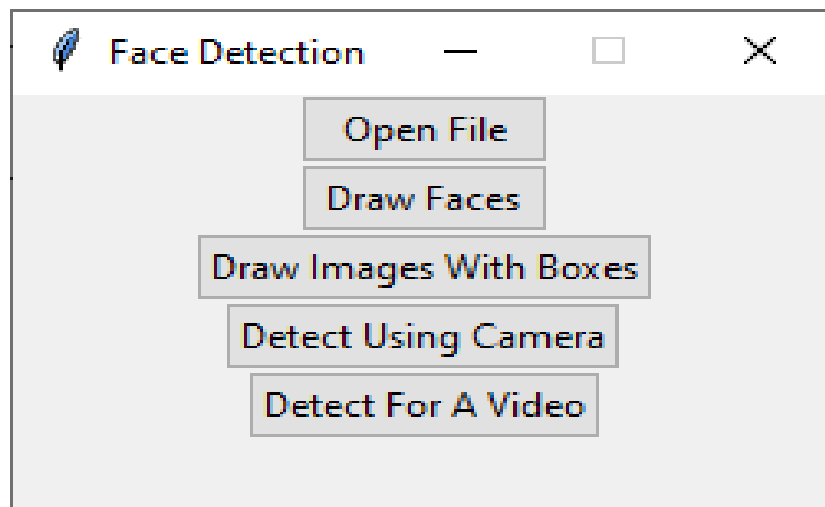 Face Detection
Open File
Draw Faces
Draw Images With Boxes
Detect Using Camera
Detect For A Video